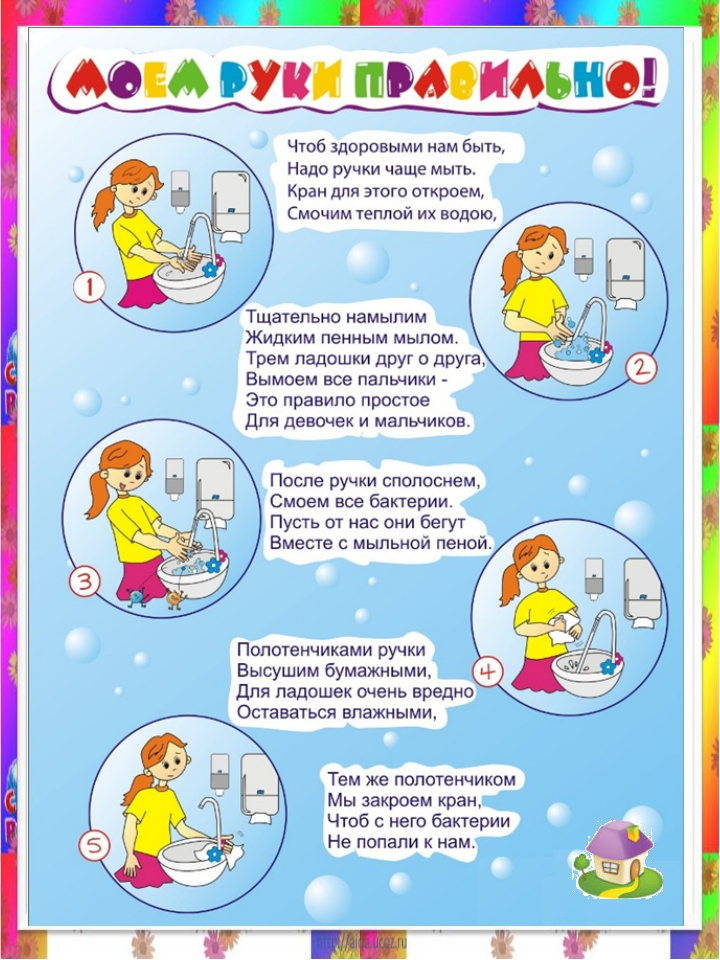 МОЕМ РУКИ ПРАВИЛЬНО!
Чтоб здоровыми нам быть,
Надо ручки чаще мыть.
Кран для этого откроем,
Смочим теплой их водою,
1
Тщательно намылим
Жидким пенным мылом.
Трем ладошки друг о друга,
Вымоем все пальчики -
Это правило простое
Для девочек и мальчиков.
2
После ручки сполоснем,
Смоем все бактерии.
Пусть от нас они бегут
Вместе с мыльной пеной.
3
Полотенчиками ручки
Высушим бумажными,
Для ладошек очень вредно
Оставаться влажными,
4
Тем же полотенчиком
Мы закроем кран,
Чтоб с него бактерии
Не попали к нам.
5
http://aida.ucoz.ru